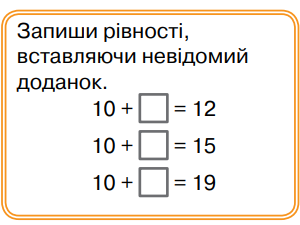 Запиши рівності,
вставляючи невідомий
доданок.
10 + □ = 12
10 + □ = 15
10 + □ = 19